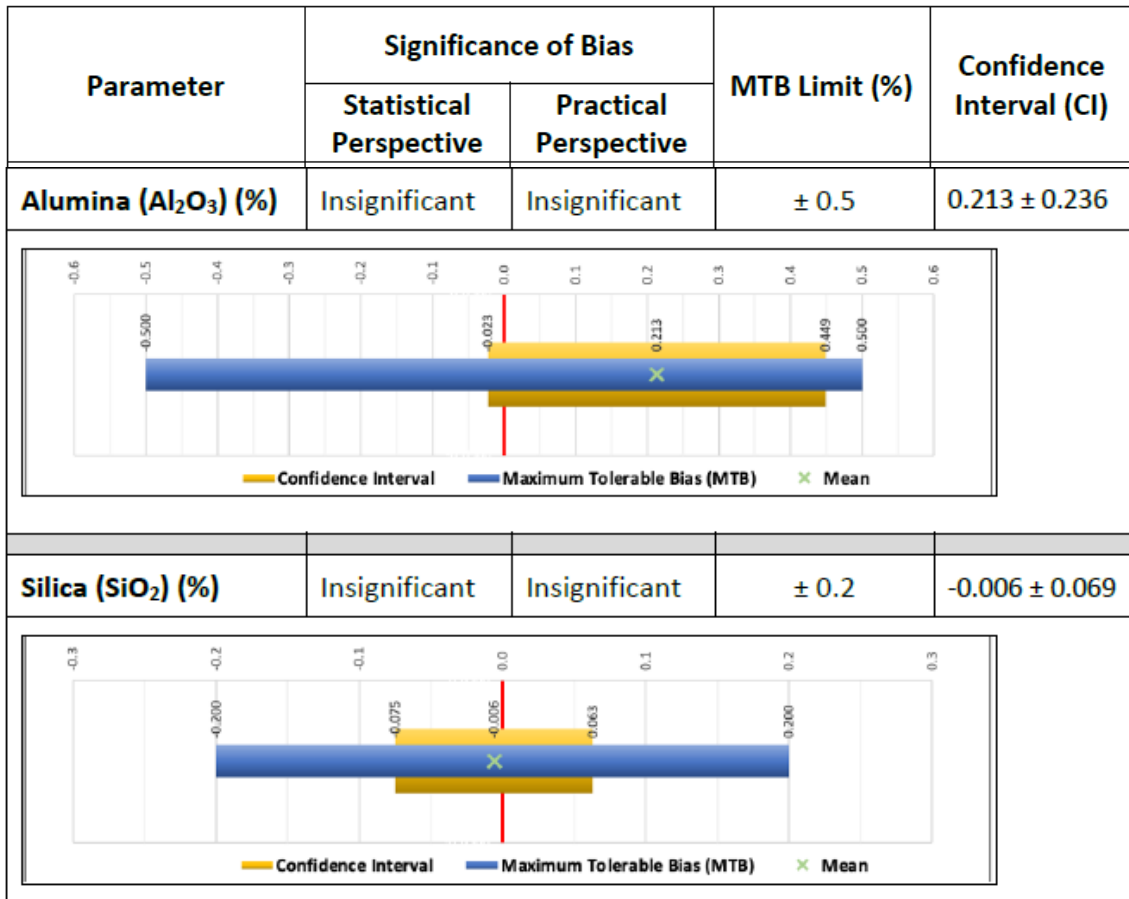 Parameter
Significance of Bias
MTB Limit (%)
Confidence
Interval (CI)
Statistical
Perspective
Practical
Perspective
Alumina (Al₂O₃) (%)
Insignificant
Insignificant
± 0.5
0.213 ± 0.236
-0.6 -0.5 -0.4 -0.3 -0.2 -0.1 0.0 0.1 0.2 0.3 0.4 0.5 0.6
-0.500 -0.023 0.213 0.449 0.500
Confidence Interval Maximum Tolerable Bias (MTB) × Mean
Silica (SiO₂) (%)
Insignificant
Insignificant
± 0.2
-0.006 ± 0.069
-0.3 -0.2 -0.1 0.0 0.1 0.2 0.3
-0.200 -0.075 -0.006 0.063 0.200
Confidence Interval Maximum Tolerable Bias (MTB) × Mean